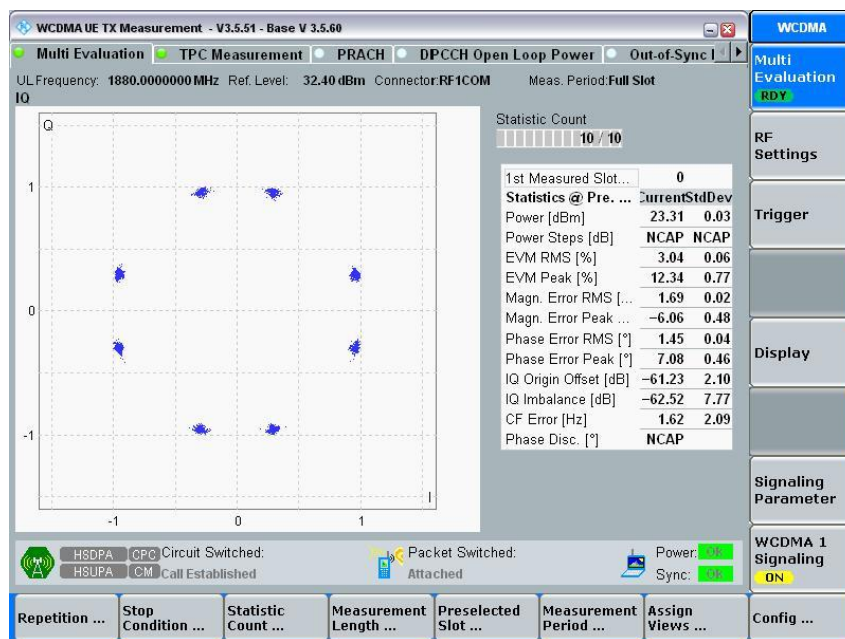 WCDMA UE TX Measurement - V3.5.51 - Base V 3.5.60
WCDMA
Multi Evaluation
TPC Measurement
PRACH
DPCCH Open Loop Power
Out-of-Sync
UL Frequency: 1880.0000000 MHz Ref. Level: 32.40 dBm Connector:RF1COM Meas. Period:Full Slot
IQ
Q
1
0
-1
-1 0 1
I
Statistic Count
10 / 10
1st Measured Slot... 0
Statistics @ Pre. ... Current StdDev
Power [dBm] 23.31 0.03
Power Steps [dB] NCAP NCAP
EVM RMS [%] 3.04 0.06
EVM Peak [%] 12.34 0.77
Magn. Error RMS [... 1.69 0.02
Magn. Error Peak ... −6.06 0.48
Phase Error RMS [°] 1.45 0.04
Phase Error Peak [°] 7.08 0.46
IQ Origin Offset [dB] −61.23 2.10
IQ Imbalance [dB] −62.52 7.77
CF Error [Hz] 1.62 2.09
Phase Disc. [°] NCAP
Multi
Evaluation
RDY
RF
Settings
Trigger
Display
Signaling
Parameter
WCDMA 1
Signaling
ON
HSDPA CPC Circuit Switched:
HSUPA CM Call Established
Packet Switched:
Attached
Power: Ok
Sync: Ok
Repetition ...
Stop
Condition ...
Statistic
Count ...
Measurement
Length ...
Preselected
Slot ...
Measurement
Period ...
Assign
Views ...
Config ...